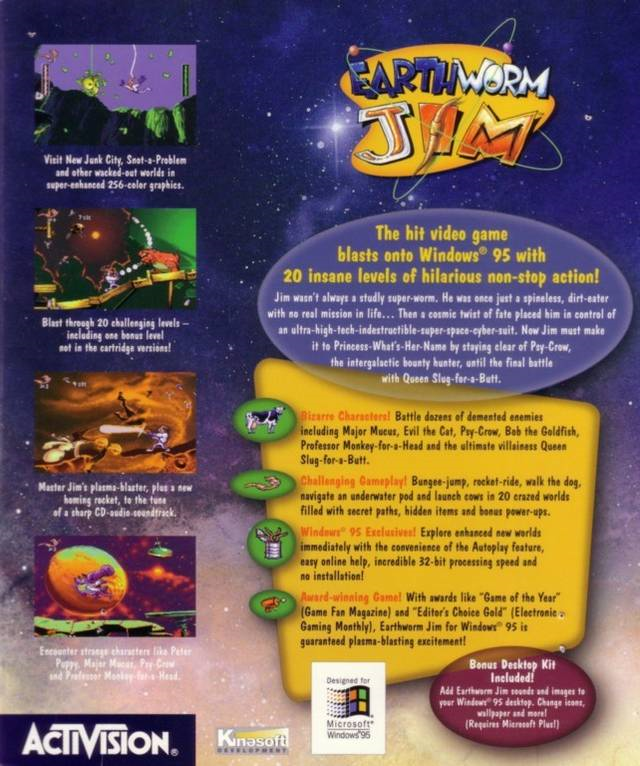 EARTHWORM
JIM
Visit New Junk City, Snot-a-Problem
and other wacked-out worlds in
super-enhanced 256-color graphics.
Blast through 20 challenging levels –
including one bonus level
not in the cartridge versions!
Master Jim's plasma-blaster, plus a new
homing rocket, to the tune
of a sharp CD-audio soundtrack.
Encounter strange characters like Peter
Puppy, Major Mucus, Psy-Crow
and Professor Monkey-for-a-Head.
The hit video game
blasts onto Windows® 95 with
20 insane levels of hilarious non-stop action!
Jim wasn't always a studly super-worm. He was once just a spineless, dirt-eater
with no real mission in life... Then a cosmic twist of fate placed him in control of
an ultra-high-tech-indestructible-super-space-cyber-suit. Now Jim must make
it to Princess-What's-Her-Name by staying clear of Psy-Crow,
the intergalactic bounty hunter, until the final battle
with Queen Slug-for-a-Butt.
Bizarre Characters! Battle dozens of demented enemies
including Major Mucus, Evil the Cat, Psy-Crow, Bob the Goldfish,
Professor Monkey-for-a-Head and the ultimate villainess Queen
Slug-for-a-Butt.
Challenging Gameplay! Bungee-jump, rocket-ride, walk the dog,
navigate an underwater pod and launch cows in 20 crazed worlds
filled with secret paths, hidden items and bonus power-ups.
Windows® 95 Exclusives! Explore enhanced new worlds
immediately with the convenience of the Autoplay feature,
easy online help, incredible 32-bit processing speed and
no installation!
Award-winning Game! With awards like "Game of the Year"
(Game Fan Magazine) and "Editor's Choice Gold" (Electronic
Gaming Monthly), Earthworm Jim for Windows® 95 is
guaranteed plasma-blasting excitement!
Bonus Desktop Kit
Included!
Add Earthworm Jim sounds and images to
your Windows® 95 desktop. Change icons,
wallpaper and more!
(Requires Microsoft Plus!)
ACTIVISION®
Kinesoft
DEVELOPMENT
Designed for
Microsoft®
Windows®95